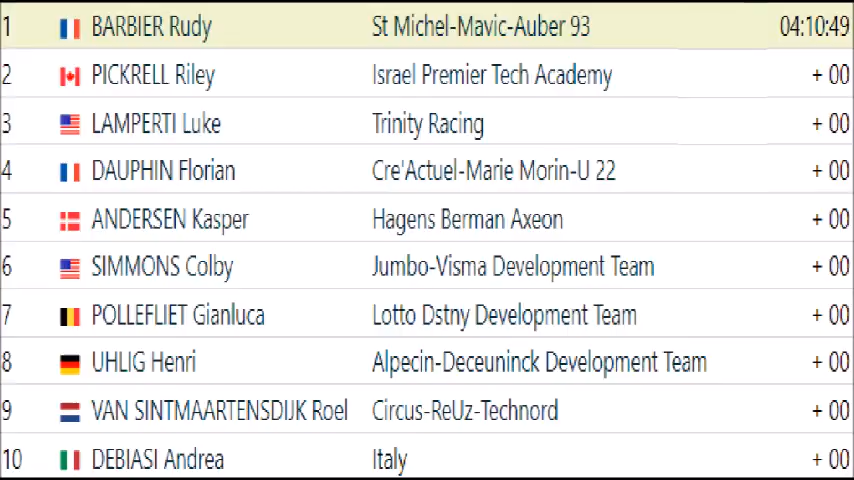 1 BARBIER Rudy St Michel-Mavic-Auber 93 04:10:49
2 PICKRELL Riley Israel Premier Tech Academy + 00
3 LAMPERTI Luke Trinity Racing + 00
4 DAUPHIN Florian Cre'Actuel-Marie Morin-U 22 + 00
5 ANDERSEN Kasper Hagens Berman Axeon + 00
6 SIMMONS Colby Jumbo-Visma Development Team + 00
7 POLLEFLIET Gianluca Lotto Dstny Development Team + 00
8 UHLIG Henri Alpecin-Deceuninck Development Team + 00
9 VAN SINTMAARTENSDIJK Roel Circus-ReUz-Technord + 00
10 DEBIASI Andrea Italy + 00